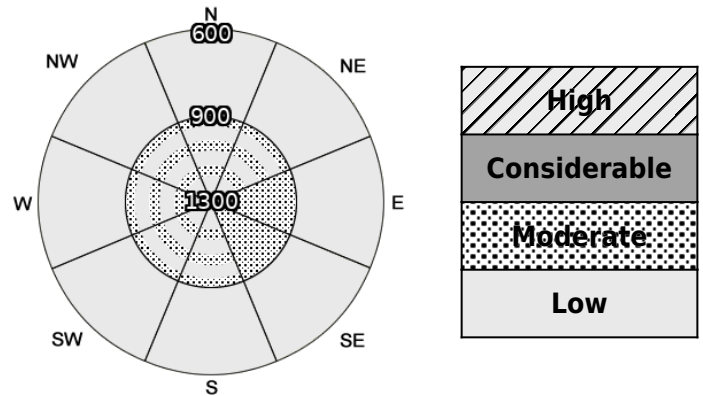 N
600
NW
NE
900
W
1300
E
SW
SE
S
High
Considerable
Moderate
Low